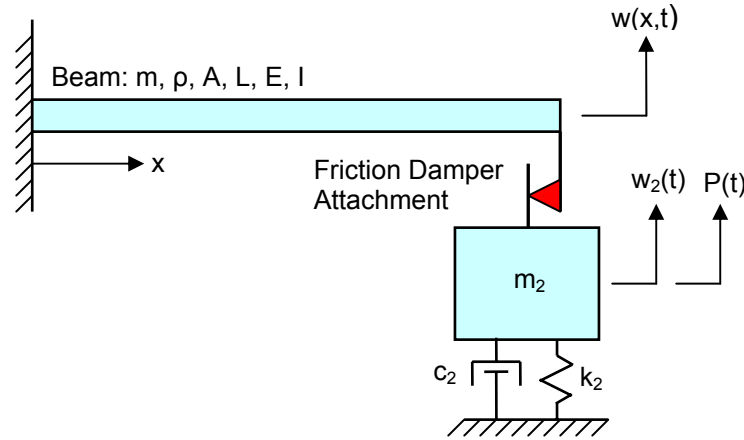 w(x,t)
Beam: m, ρ, A, L, E, I
x
Friction Damper
Attachment
w₂(t)
P(t)
m₂
c₂
k₂